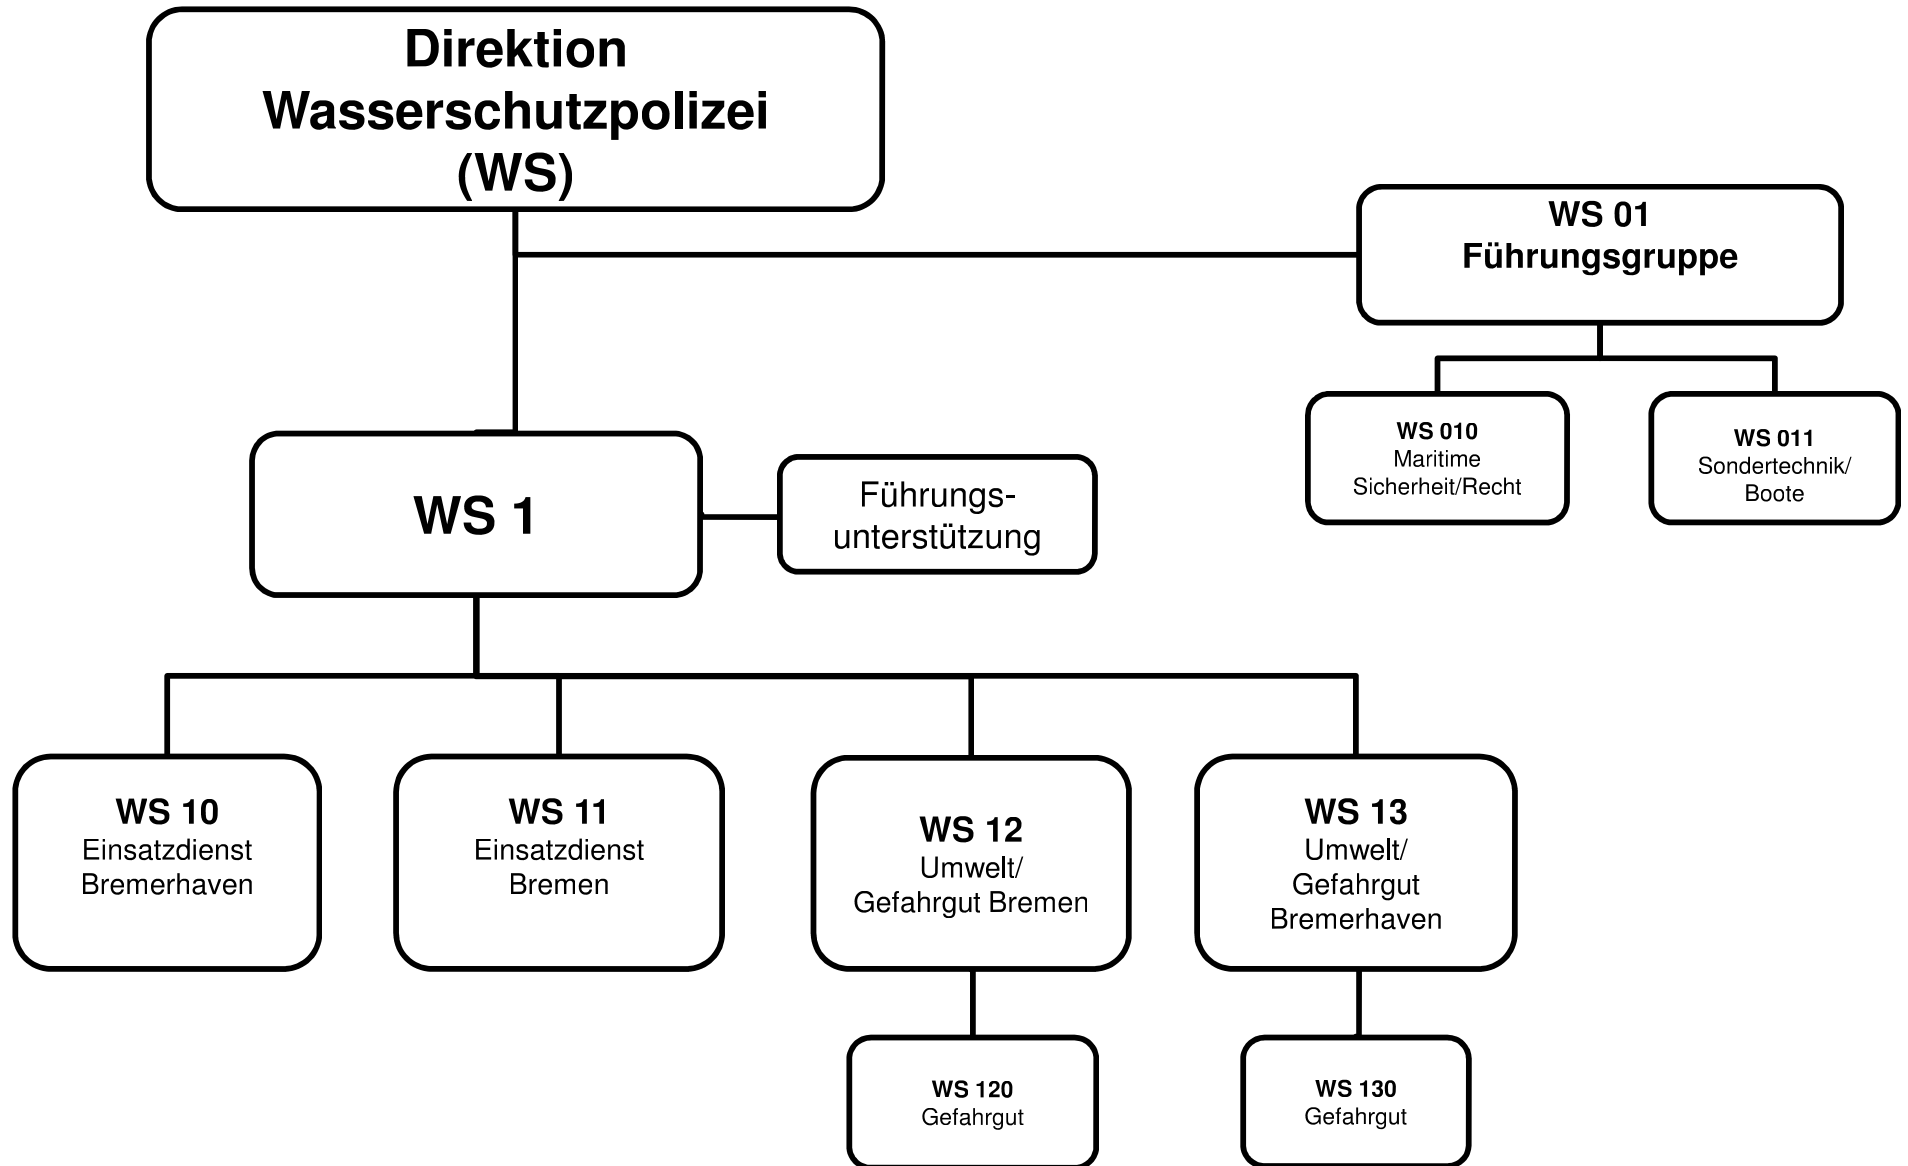 Direktion
Wasserschutzpolizei
(WS)
WS 01
Führungsgruppe
WS 010
Maritime
Sicherheit/Recht
WS 011
Sondertechnik/
Boote
WS 1
Führungs-
unterstützung
WS 10
Einsatzdienst
Bremerhaven
WS 11
Einsatzdienst
Bremen
WS 12
Umwelt/
Gefahrgut Bremen
WS 13
Umwelt/
Gefahrgut
Bremerhaven
WS 120
Gefahrgut
WS 130
Gefahrgut